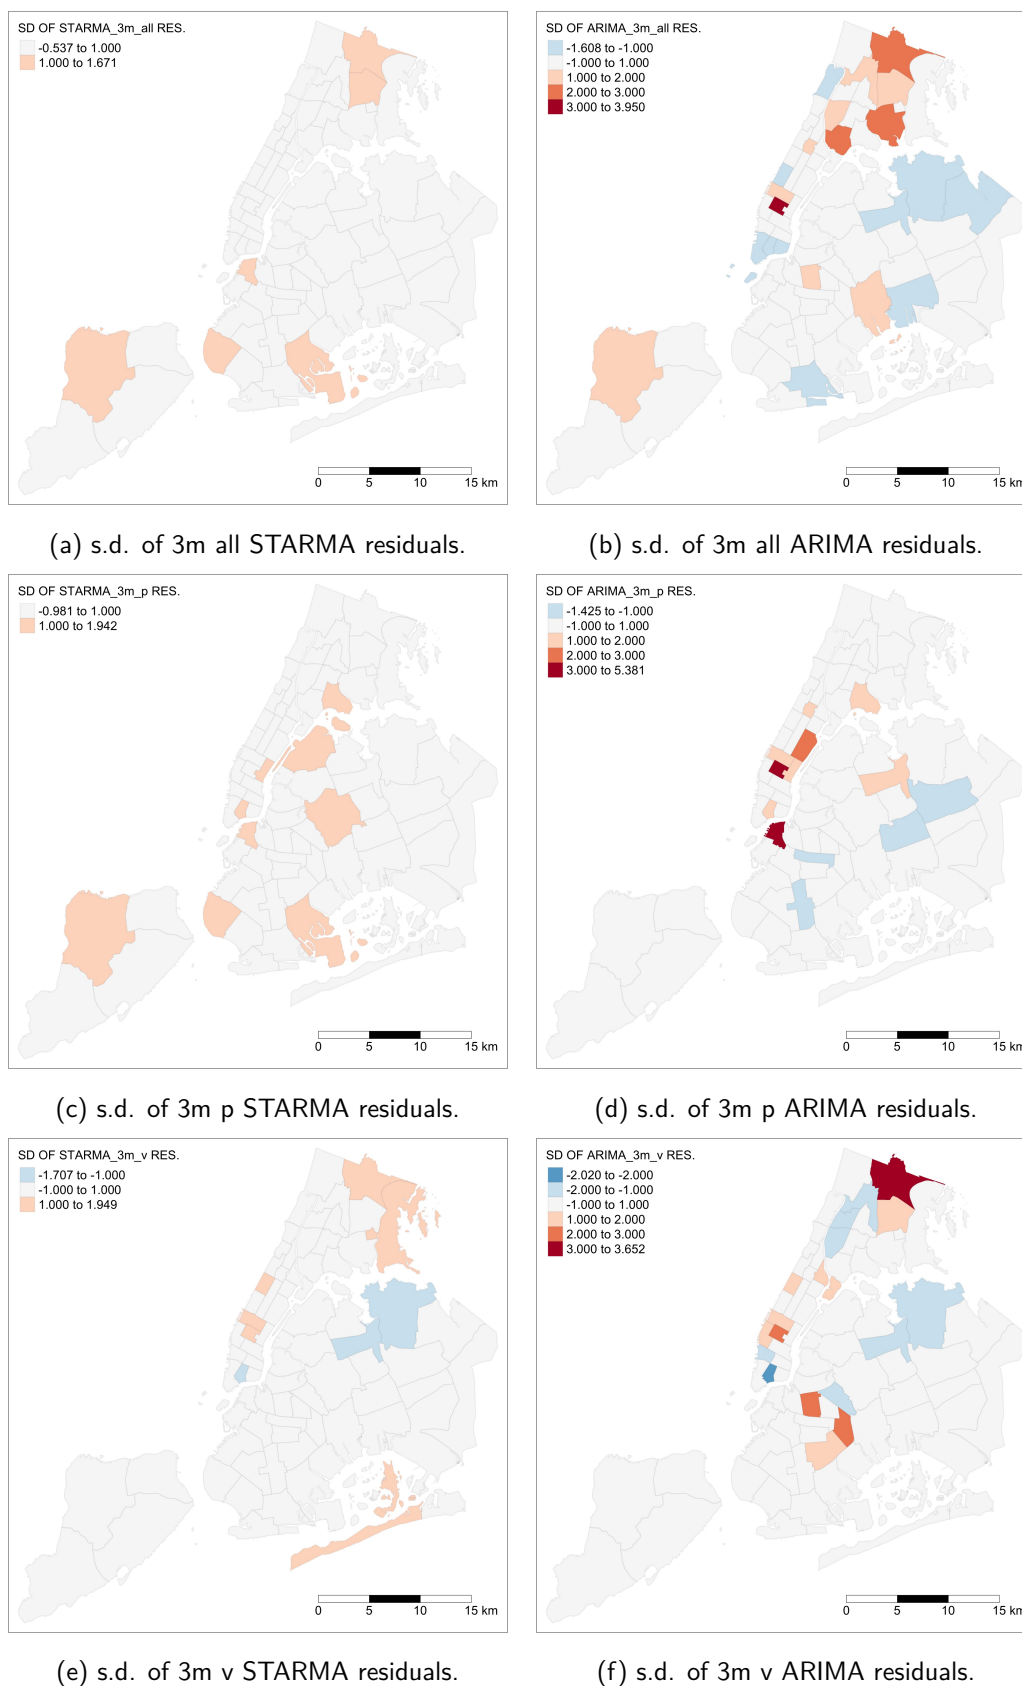 SD OF STARMA_3m_all RES.
-0.537 to 1.000
1.000 to 1.671
0 5 10 15 km
(a) s.d. of 3m all STARMA residuals.
SD OF ARIMA_3m_all RES.
-1.608 to -1.000
-1.000 to 1.000
1.000 to 2.000
2.000 to 3.000
3.000 to 3.950
0 5 10 15 km
(b) s.d. of 3m all ARIMA residuals.
SD OF STARMA_3m_p RES.
-0.981 to 1.000
1.000 to 1.942
0 5 10 15 km
(c) s.d. of 3m p STARMA residuals.
SD OF ARIMA_3m_p RES.
-1.425 to -1.000
-1.000 to 1.000
1.000 to 2.000
2.000 to 3.000
3.000 to 5.381
0 5 10 15 km
(d) s.d. of 3m p ARIMA residuals.
SD OF STARMA_3m_v RES.
-1.707 to -1.000
-1.000 to 1.000
1.000 to 1.949
0 5 10 15 km
(e) s.d. of 3m v STARMA residuals.
SD OF ARIMA_3m_v RES.
-2.020 to -2.000
-2.000 to -1.000
-1.000 to 1.000
1.000 to 2.000
2.000 to 3.000
3.000 to 3.652
0 5 10 15 km
(f) s.d. of 3m v ARIMA residuals.